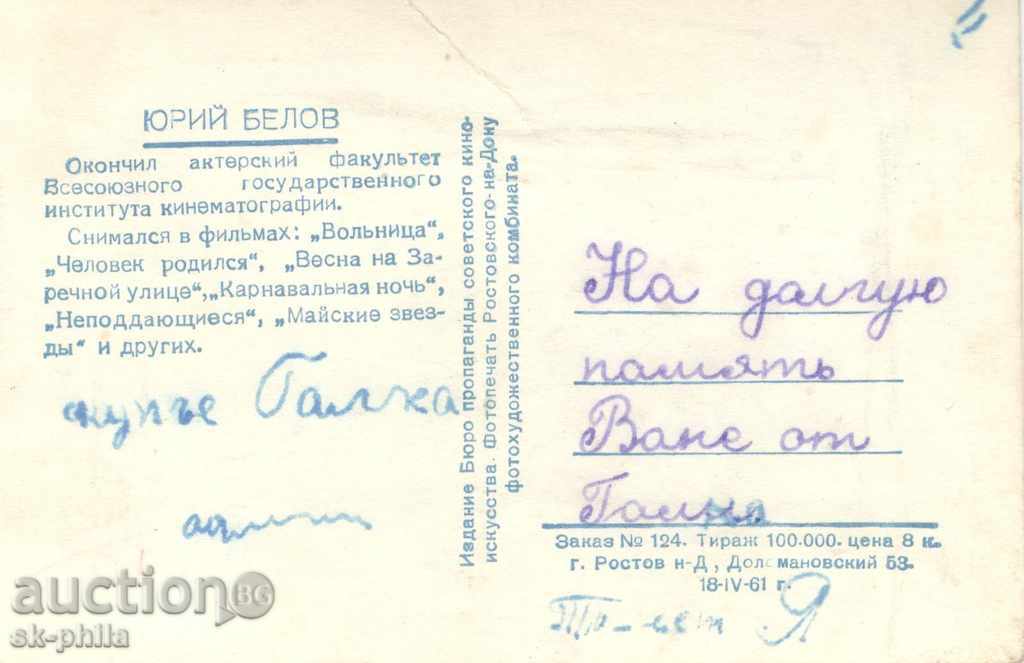 ЮРИЙ БЕЛОВ
Окончил актерский факультет
Всесоюзного государственного
института кинематографии.
Снимался в фильмах: „Вольница“,
„Человек родился“, „Весна на За-
речной улице“, „Карнавальная ночь“,
„Неподдающиеся“, „Майские звез-
ды“ и других.
Галка
Издание Бюро пропаганды советского кино-
искусства. Фотопечать Ростовского-на-Дону
фотохудожественного комбината.
На долгую
память
Ване от
Заказ № 124. Тираж 100.000. цена 8 к.
г. Ростов н-Д, Доломановский 53.
18-IV-61 г.
Я
auction BG
sk-phila